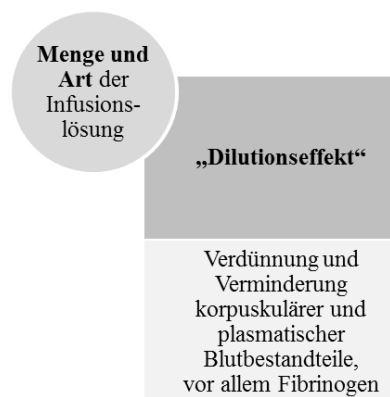 Menge und
Art der
Infusions-
lösung
„Dilutionseffekt“
Verdünnung und
Verminderung
korpuskulärer und
plasmatischer
Blutbestandteile,
vor allem Fibrinogen